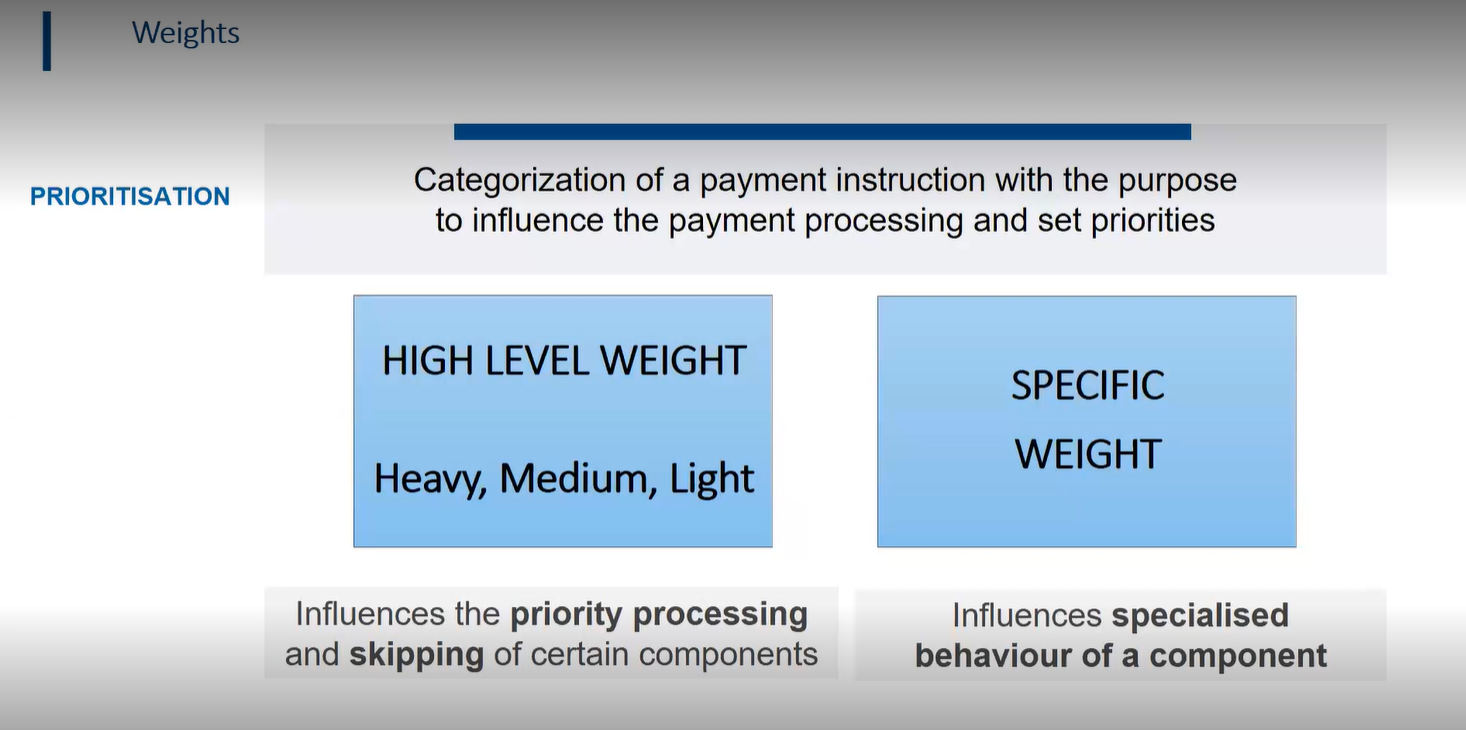 Weights
PRIORITISATION
Categorization of a payment instruction with the purpose
to influence the payment processing and set priorities
HIGH LEVEL WEIGHT
Heavy, Medium, Light
SPECIFIC
WEIGHT
Influences the priority processing
and skipping of certain components
Influences specialised
behaviour of a component